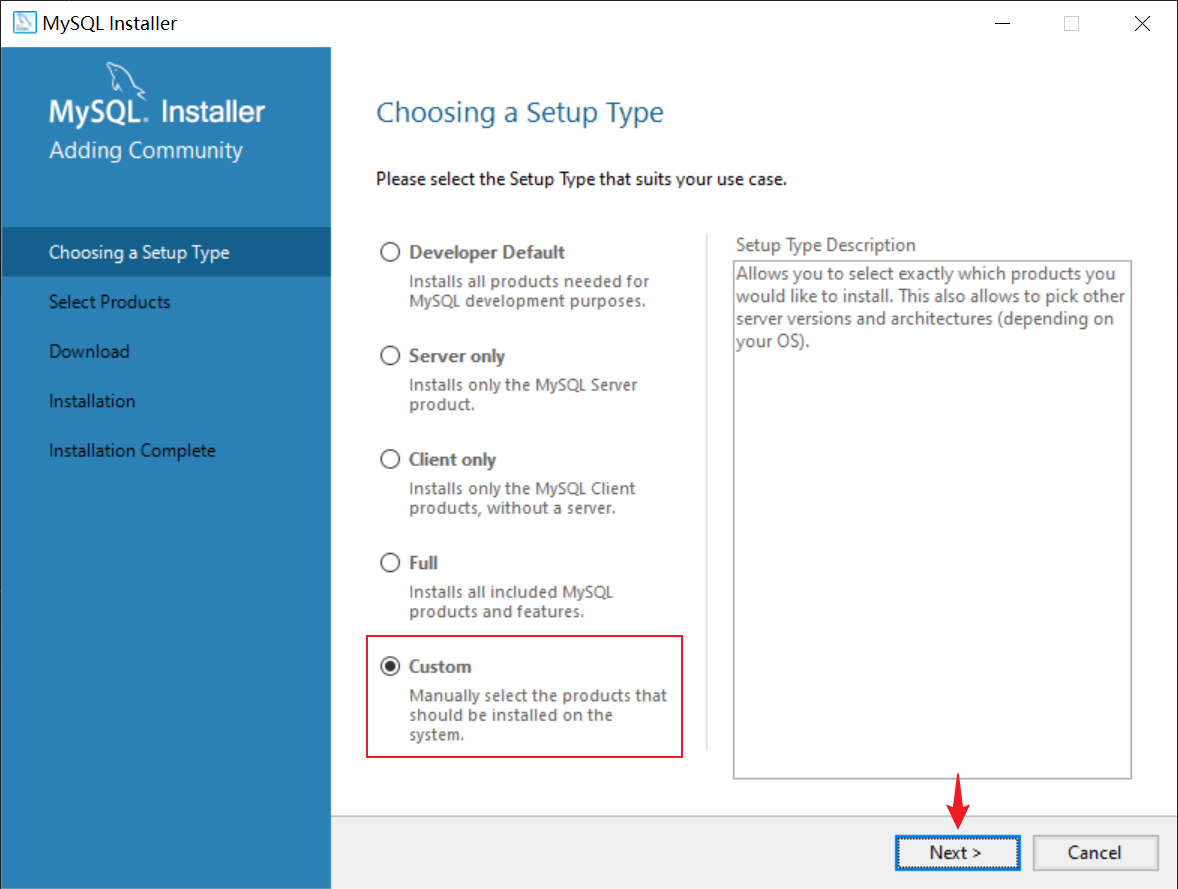 MySQL Installer
MySQL. Installer
Adding Community
Choosing a Setup Type
Select Products
Download
Installation
Installation Complete
Choosing a Setup Type
Please select the Setup Type that suits your use case.
Developer Default
Installs all products needed for
MySQL development purposes.
Server only
Installs only the MySQL Server
product.
Client only
Installs only the MySQL Client
products, without a server.
Full
Installs all included MySQL
products and features.
Custom
Manually select the products that
should be installed on the
system.
Setup Type Description
Allows you to select exactly which products you
would like to install. This also allows to pick other
server versions and architectures (depending on
your OS).
Next >
Cancel